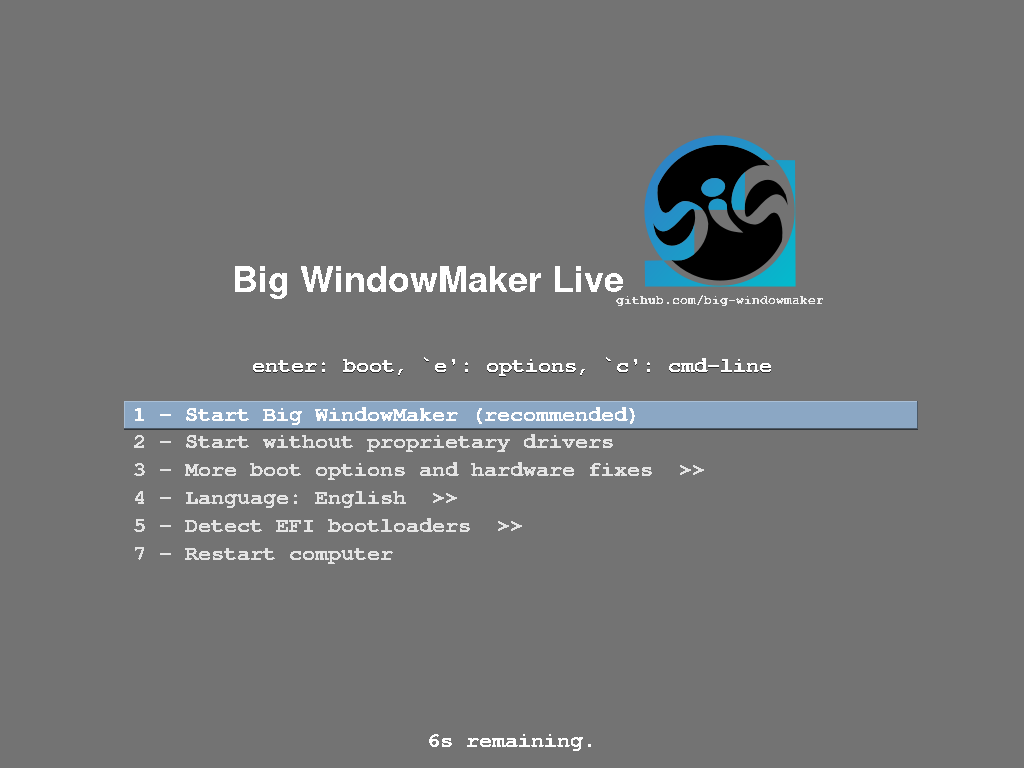 Big WindowMaker Live
github.com/big-windowmaker
enter: boot, `e': options, `c': cmd-line
1 - Start Big WindowMaker (recommended)
2 - Start without proprietary drivers
3 - More boot options and hardware fixes >>
4 - Language: English >>
5 - Detect EFI bootloaders >>
7 - Restart computer
6s remaining.